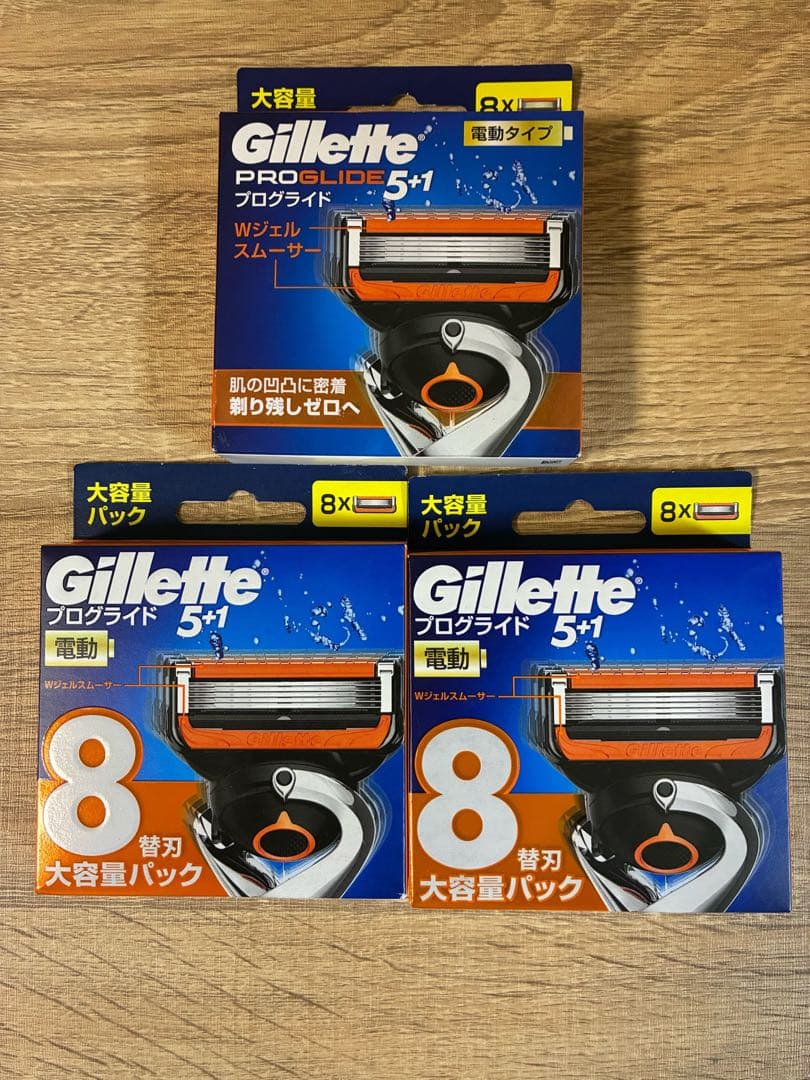 大容量
8X
Gillette®
電動タイプ
PROGLIDE 5+1
プログライド
Wジェル
スムーサー
Gillette
肌の凹凸に密着
剃り残しゼロへ
大容量
パック
8X
Gillette®
プログライド 5+1
電動
Wジェルスムーサー
Gillette
8
替刃
大容量パック
大容量
パック
8X
Gillette®
プログライド 5+1
電動
Wジェルスムーサー
Gillette
8
替刃
大容量パック